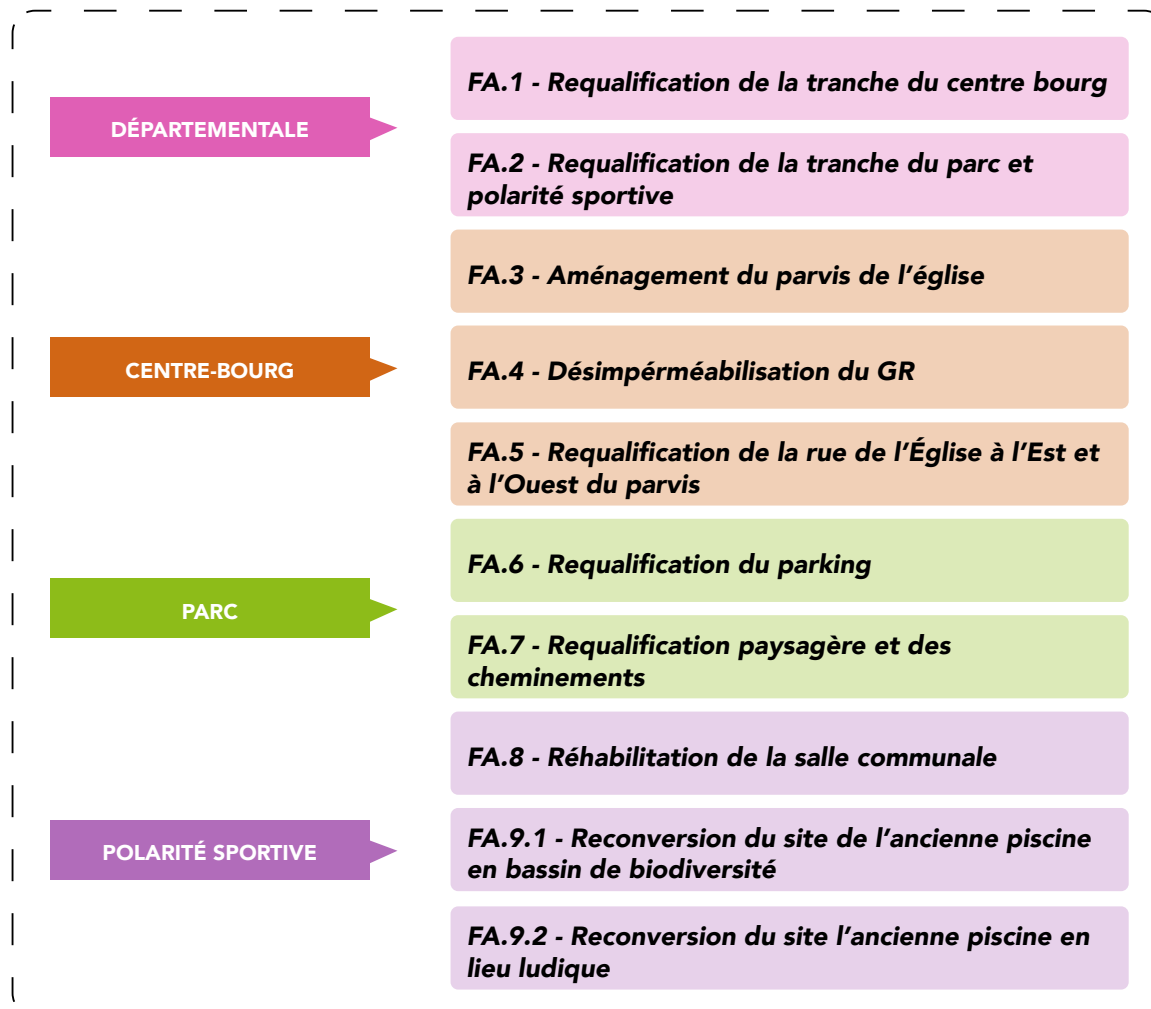 DÉPARTEMENTALE
FA.1 - Requalification de la tranche du centre bourg
FA.2 - Requalification de la tranche du parc et
polarité sportive
CENTRE-BOURG
FA.3 - Aménagement du parvis de l’église
FA.4 - Désimpérméabilisation du GR
FA.5 - Requalification de la rue de l’Église à l’Est et
à l’Ouest du parvis
PARC
FA.6 - Requalification du parking
FA.7 - Requalification paysagère et des
cheminements
POLARITÉ SPORTIVE
FA.8 - Réhabilitation de la salle communale
FA.9.1 - Reconversion du site de l’ancienne piscine
en bassin de biodiversité
FA.9.2 - Reconversion du site l’ancienne piscine en
lieu ludique